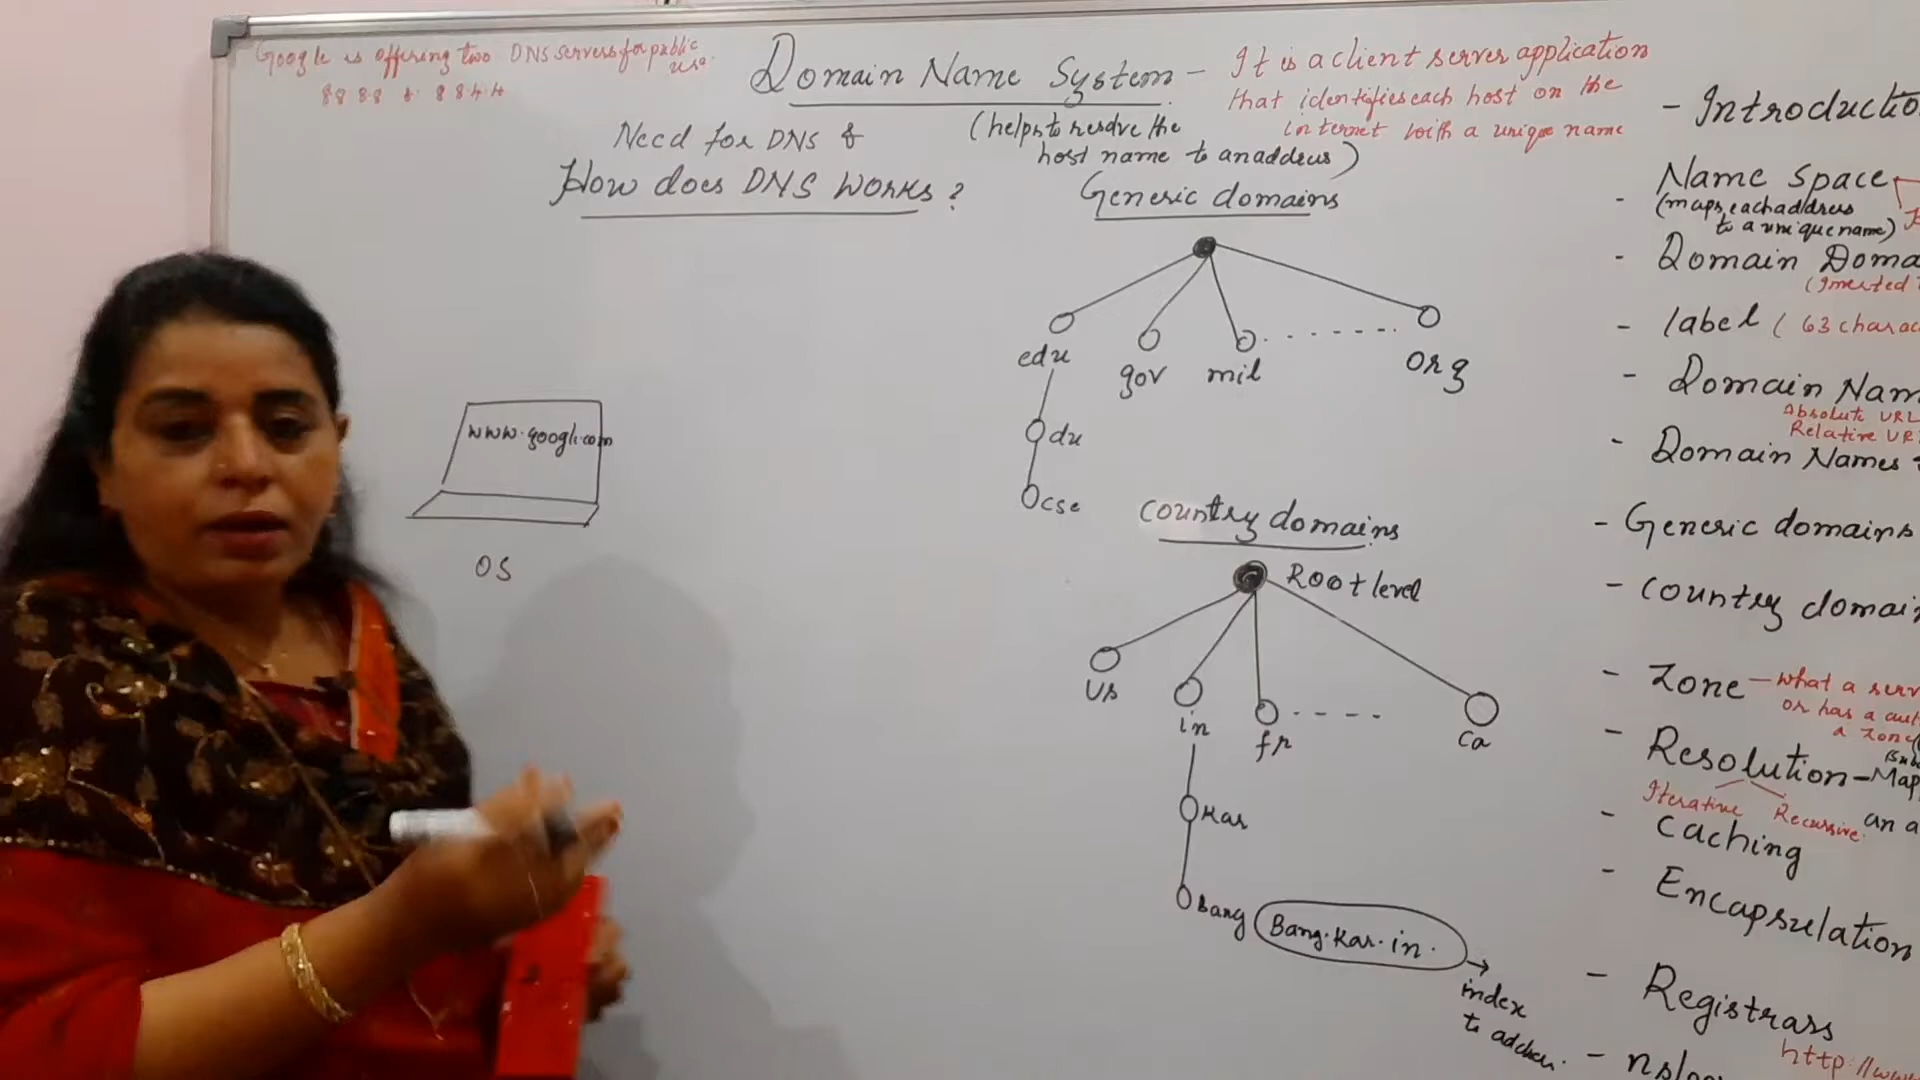 Google is offering two DNS servers for public
use.
8 8 8.8 & 8 8.4.4
Domain Name System -
It is a client server application
that identifies each host on the
internet with a unique name
(helps to resolve the
host name to an address)
Need for DNS &
How does DNS Works?
www.google.com
OS
Generic domains
edu
gov
mil
org
du
cse
Country domains
Root level
us
in
fr
ca
Kar
Bang
Bang.Kar.in.
index
to address.
- Introductio
- Name Space
(maps each address
to a unique name)
- Domain Doma
(Inverted
- label (63 charac
- Domain Nam
Absolute URL
Relative UR
- Domain Names
- Generic domains
- Country domai
- Zone - what a serv
or has a aut
a zone
- Resolution - Map
Iterative Recursive.
an a
- Caching
- Encapsulation
- Registrars
http://www
- nsloo